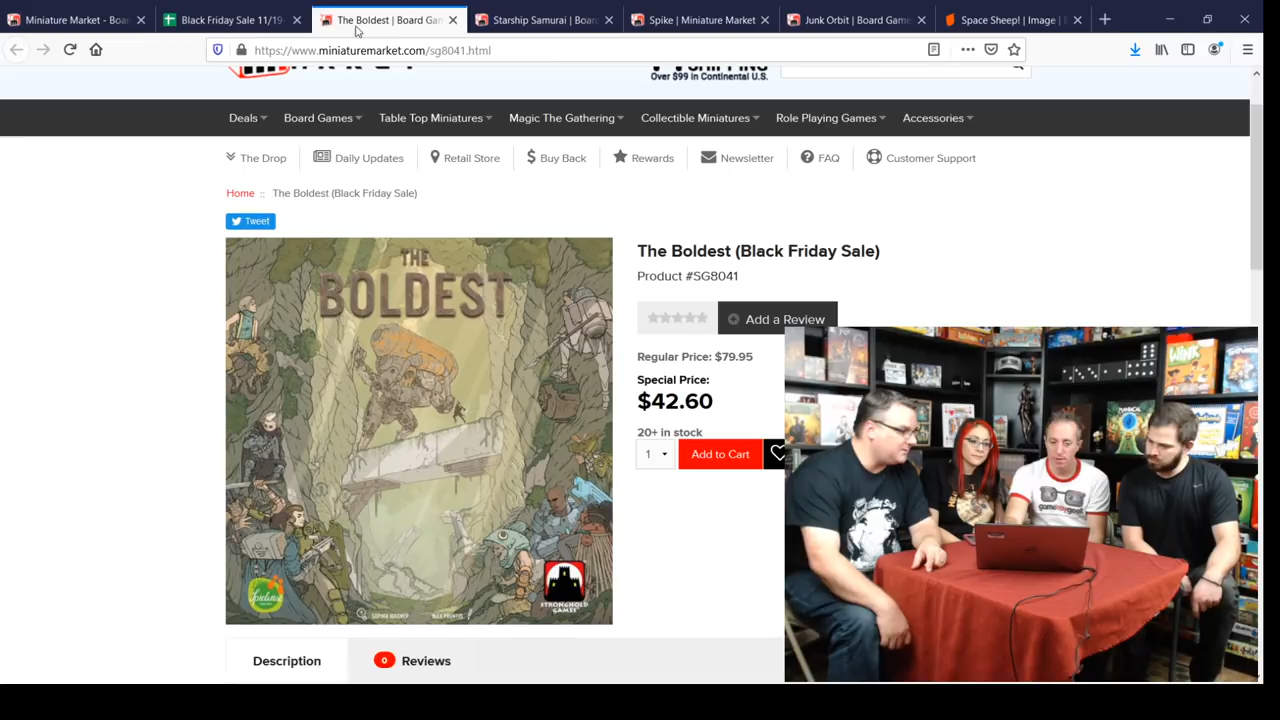 Miniature Market - Boa
Black Friday Sale 11/19
The Boldest | Board Gam
Starship Samurai | Boar
Spike | Miniature Market
Junk Orbit | Board Game
Space Sheep! | Image | B
https://www.miniaturemarket.com/sg8041.html
Over $99 in Continental U.S.
Deals
Board Games
Table Top Miniatures
Magic The Gathering
Collectible Miniatures
Role Playing Games
Accessories
The Drop
Daily Updates
Retail Store
Buy Back
Rewards
Newsletter
FAQ
Customer Support
Home :: The Boldest (Black Friday Sale)
Tweet
THE
BOLDEST
STRONGHOLD
GAMES
The Boldest (Black Friday Sale)
Product #SG8041
Add a Review
Regular Price: $79.95
Special Price:
$42.60
20+ in stock
1
Add to Cart
Description
0 Reviews
WINK